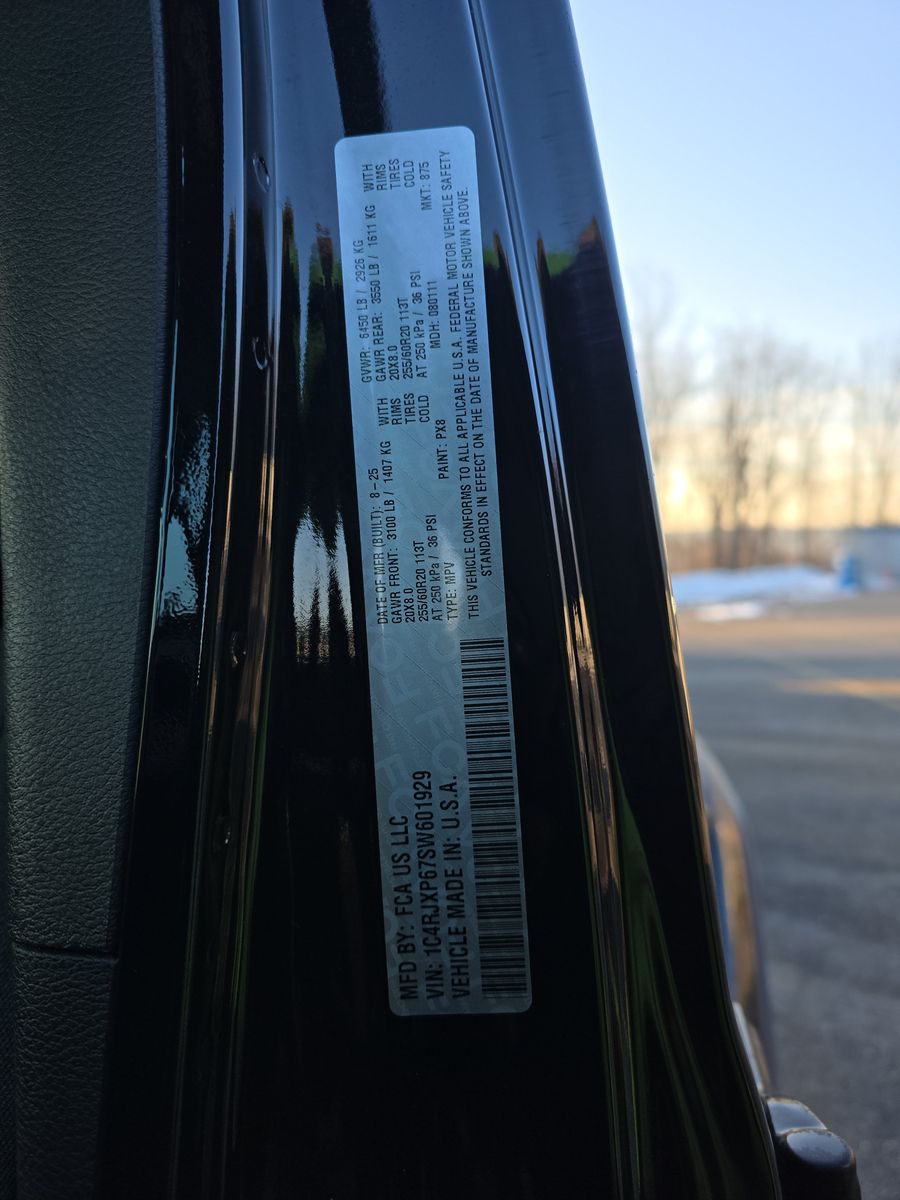 MFD BY: FCA US LLC
VIN: 1C4RJXP67SW601929
VEHICLE MADE IN: U.S.A.
DATE OF MFR (BUILT): 8-25
GAWR FRONT: 3100 LB / 1407 KG WITH
20X8.0 RIMS
255/60R20 113T TIRES
AT 250 kPa / 36 PSI COLD
TYPE: MPV PAINT: PX8
GVWR: 6450 LB / 2926 KG
GAWR REAR: 3550 LB / 1611 KG WITH
20X8.0 RIMS
255/60R20 113T TIRES
AT 250 kPa / 36 PSI COLD
MDH: 080111 MKT: 875
THIS VEHICLE CONFORMS TO ALL APPLICABLE U.S.A. FEDERAL MOTOR VEHICLE SAFETY
STANDARDS IN EFFECT ON THE DATE OF MANUFACTURE SHOWN ABOVE.